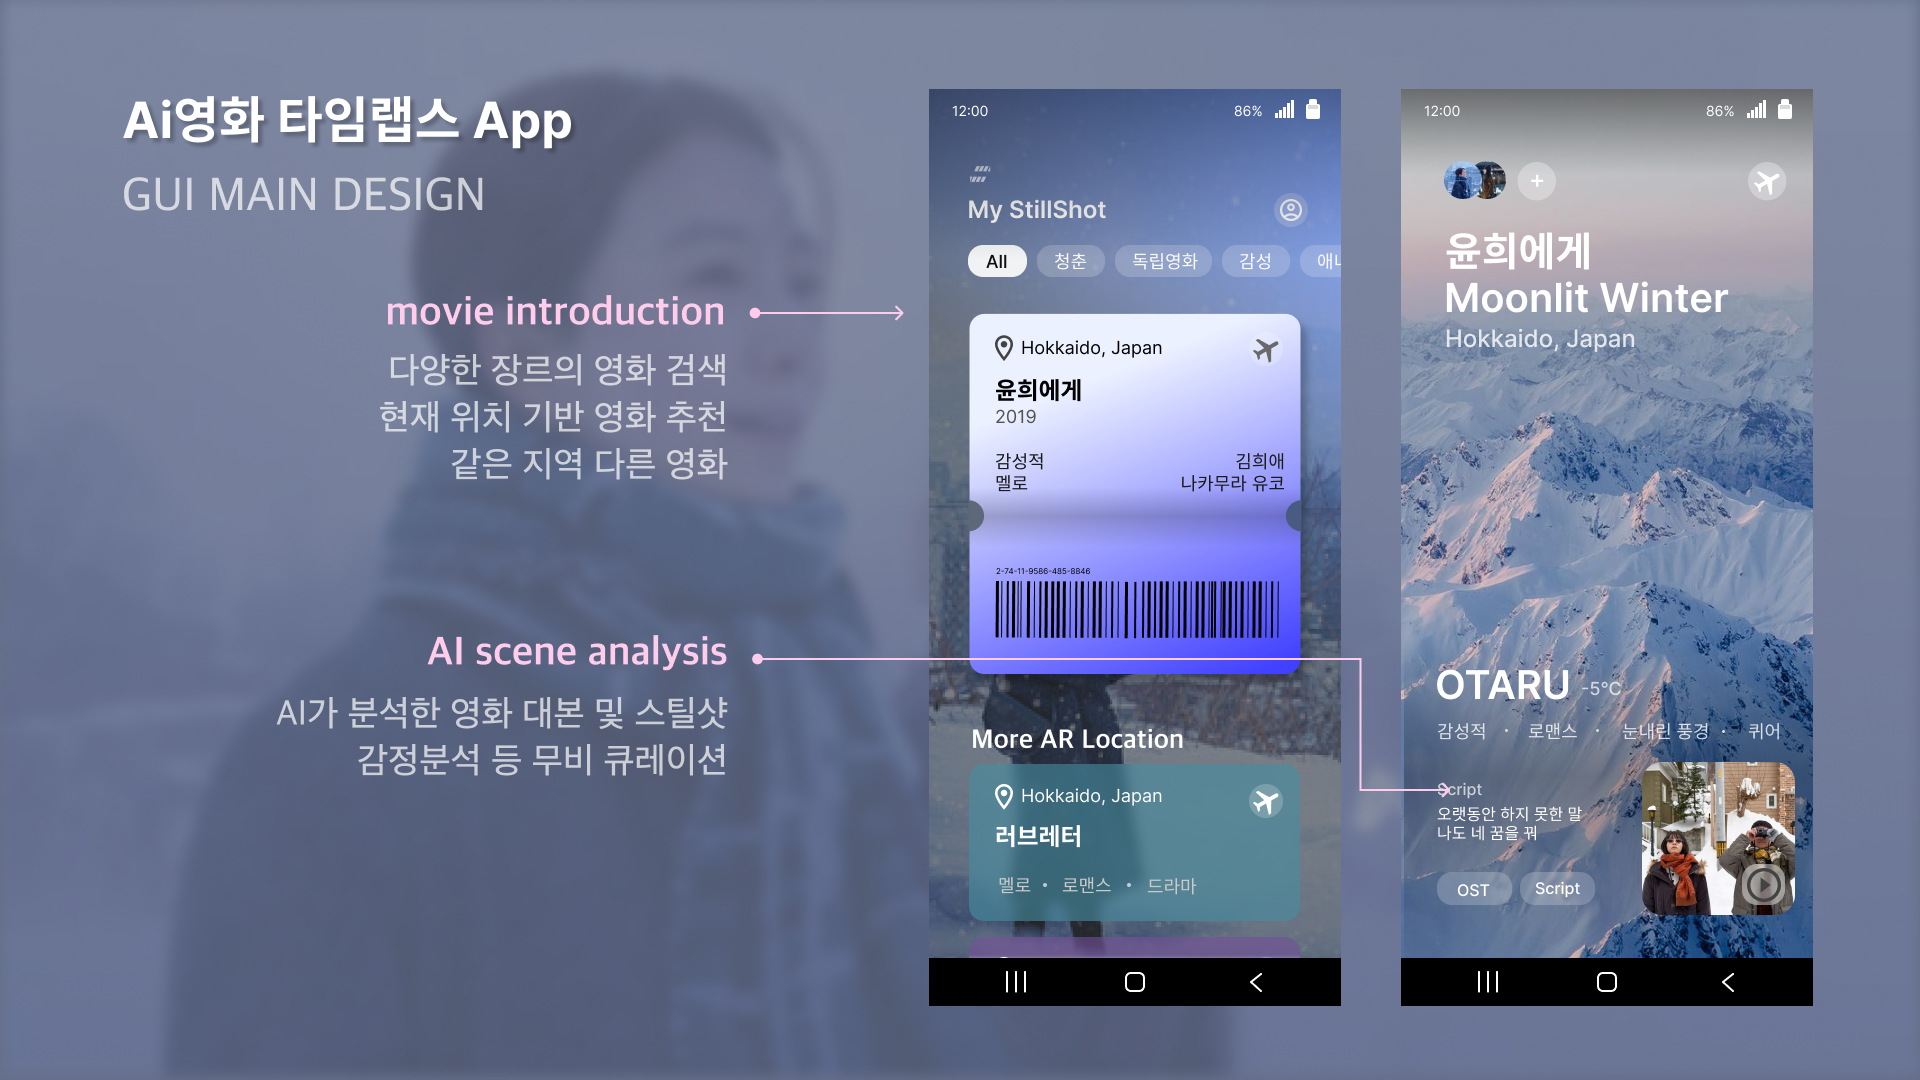 Ai영화 타임랩스 App
GUI MAIN DESIGN
movie introduction
다양한 장르의 영화 검색
현재 위치 기반 영화 추천
같은 지역 다른 영화
AI scene analysis
AI가 분석한 영화 대본 및 스틸샷
감정분석 등 무비 큐레이션
12:00 86%
My StillShot
All 청춘 독립영화 감성 애니
Hokkaido, Japan
윤희에게
2019
감성적 김희애
멜로 나카무라 유코
2-74-11-9586-485-8846
More AR Location
Hokkaido, Japan
러브레터
멜로 • 로맨스 • 드라마
12:00 86%
+
윤희에게
Moonlit Winter
Hokkaido, Japan
OTARU -5°C
감성적 • 로맨스 • 눈내린 풍경 • 퀴어
Script
오랫동안 하지 못한 말
나도 네 꿈을 꿔
OST Script